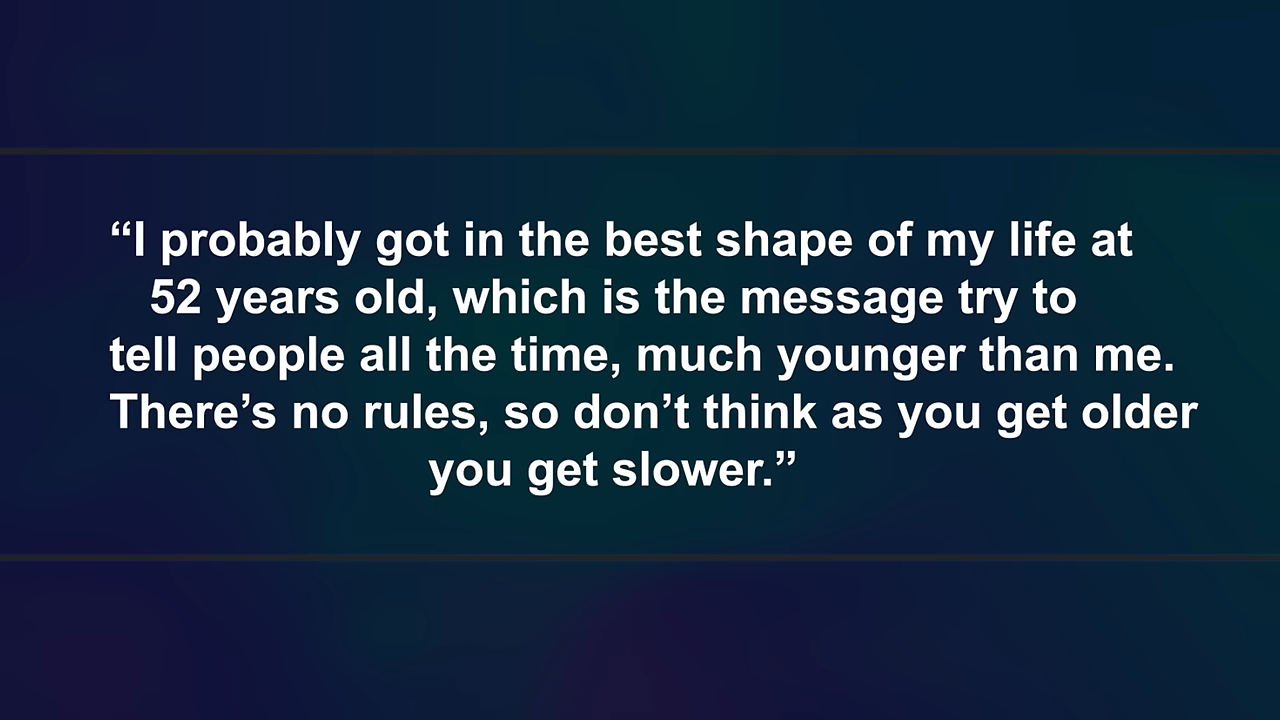 “I probably got in the best shape of my life at
52 years old, which is the message try to
tell people all the time, much younger than me.
There’s no rules, so don’t think as you get older
you get slower.”